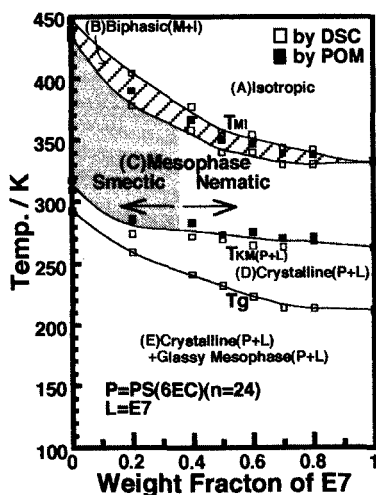 450
400
350
300
250
200
150
100
Temp. / K
(B)Biphasic(M+I)
□ by DSC
■ by POM
(A)Isotropic
TMI
(C)Mesophase
Smectic Nematic
TKM(P+L)
(D)Crystalline(P+L)
Tg
(E)Crystalline(P+L)
+Glassy Mesophase(P+L)
P=PS(6EC)(n=24)
L=E7
0 0.2 0.4 0.6 0.8 1
Weight Fracton of E7